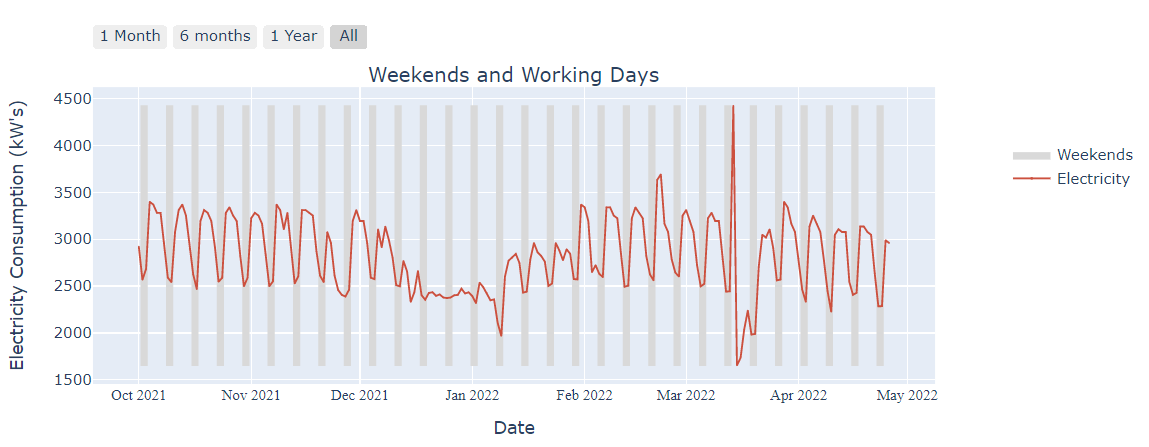 1 Month 6 months 1 Year All
Weekends and Working Days
Electricity Consumption (kW's)
4500
4000
3500
3000
2500
2000
1500
Oct 2021 Nov 2021 Dec 2021 Jan 2022 Feb 2022 Mar 2022 Apr 2022 May 2022
Date
Weekends
Electricity